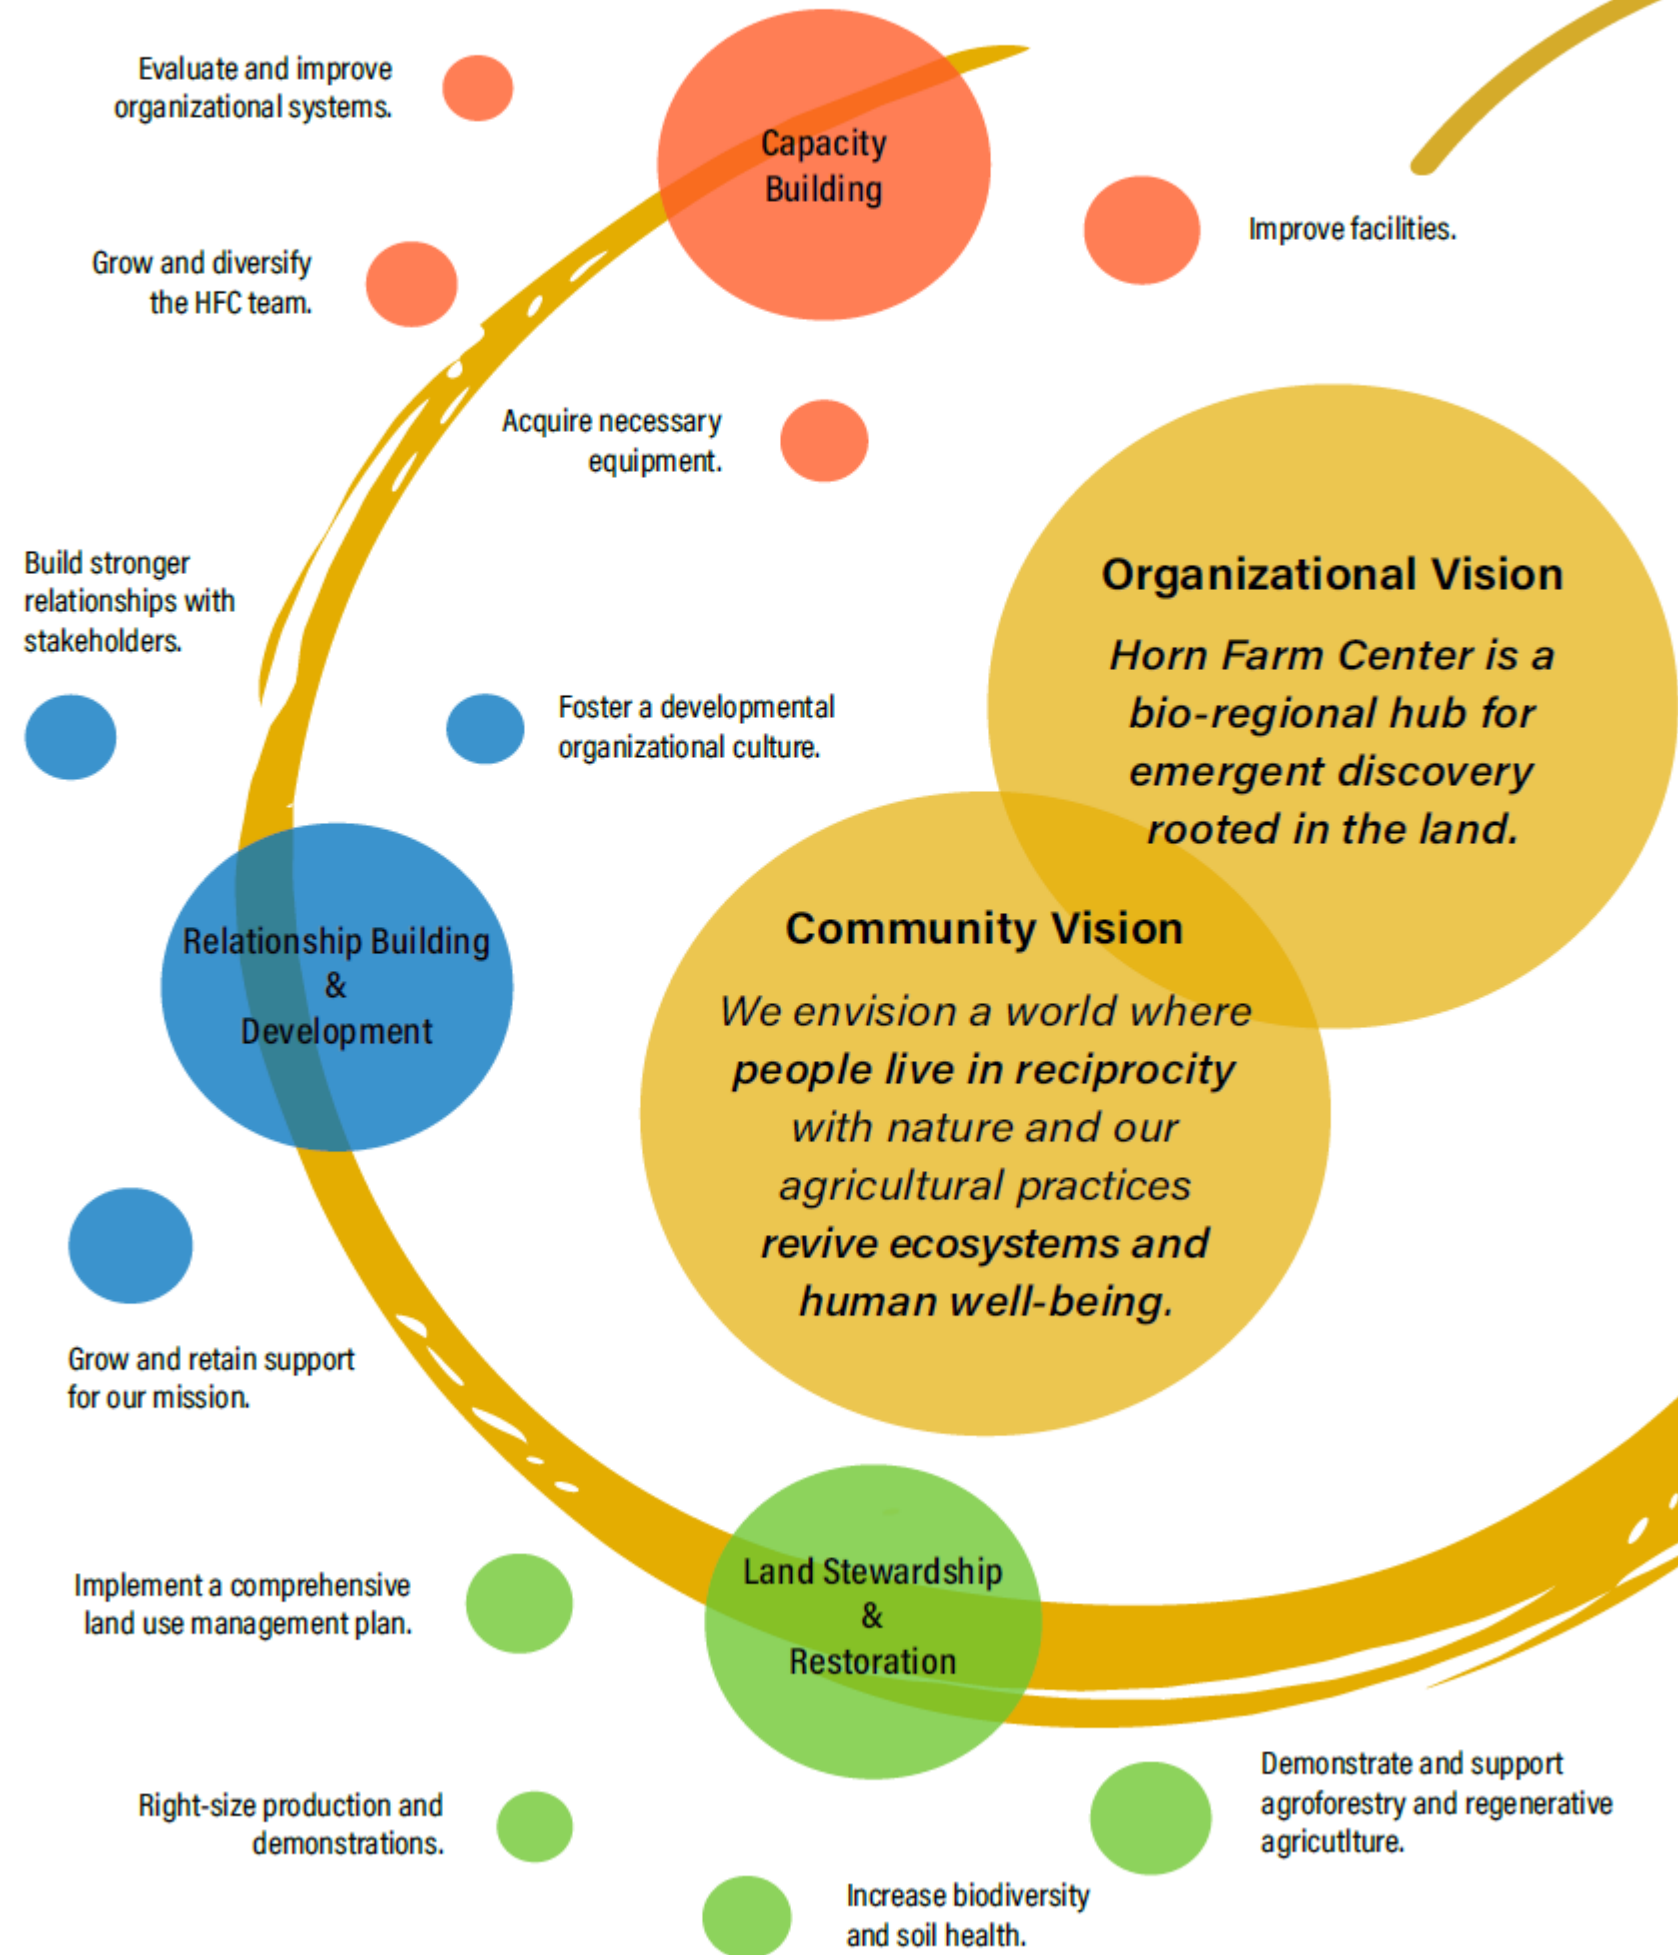 Evaluate and improve
organizational systems.
Capacity
Building
Improve facilities.
Grow and diversify
the HFC team.
Acquire necessary
equipment.
Build stronger
relationships with
stakeholders.
Foster a developmental
organizational culture.
Organizational Vision
Horn Farm Center is a
bio-regional hub for
emergent discovery
rooted in the land.
Relationship Building
&
Development
Community Vision
We envision a world where
people live in reciprocity
with nature and our
agricultural practices
revive ecosystems and
human well-being.
Grow and retain support
for our mission.
Land Stewardship
&
Restoration
Implement a comprehensive
land use management plan.
Right-size production and
demonstrations.
Demonstrate and support
agroforestry and regenerative
agricutlture.
Increase biodiversity
and soil health.